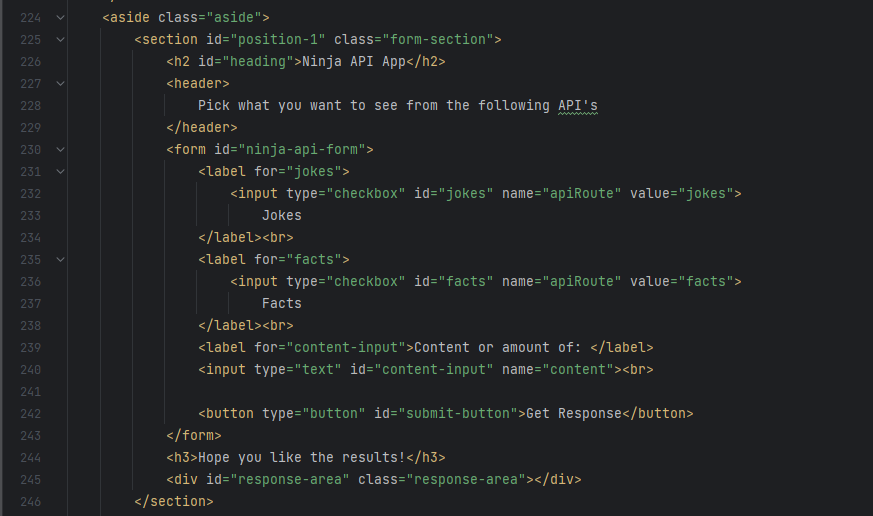 224 <aside class="aside">
225 <section id="position-1" class="form-section">
226 <h2 id="heading">Ninja API App</h2>
227 <header>
228 Pick what you want to see from the following API's
229 </header>
230 <form id="ninja-api-form">
231 <label for="jokes">
232 <input type="checkbox" id="jokes" name="apiRoute" value="jokes">
233 Jokes
234 </label><br>
235 <label for="facts">
236 <input type="checkbox" id="facts" name="apiRoute" value="facts">
237 Facts
238 </label><br>
239 <label for="content-input">Content or amount of: </label>
240 <input type="text" id="content-input" name="content"><br>
241
242 <button type="button" id="submit-button">Get Response</button>
243 </form>
244 <h3>Hope you like the results!</h3>
245 <div id="response-area" class="response-area"></div>
246 </section>